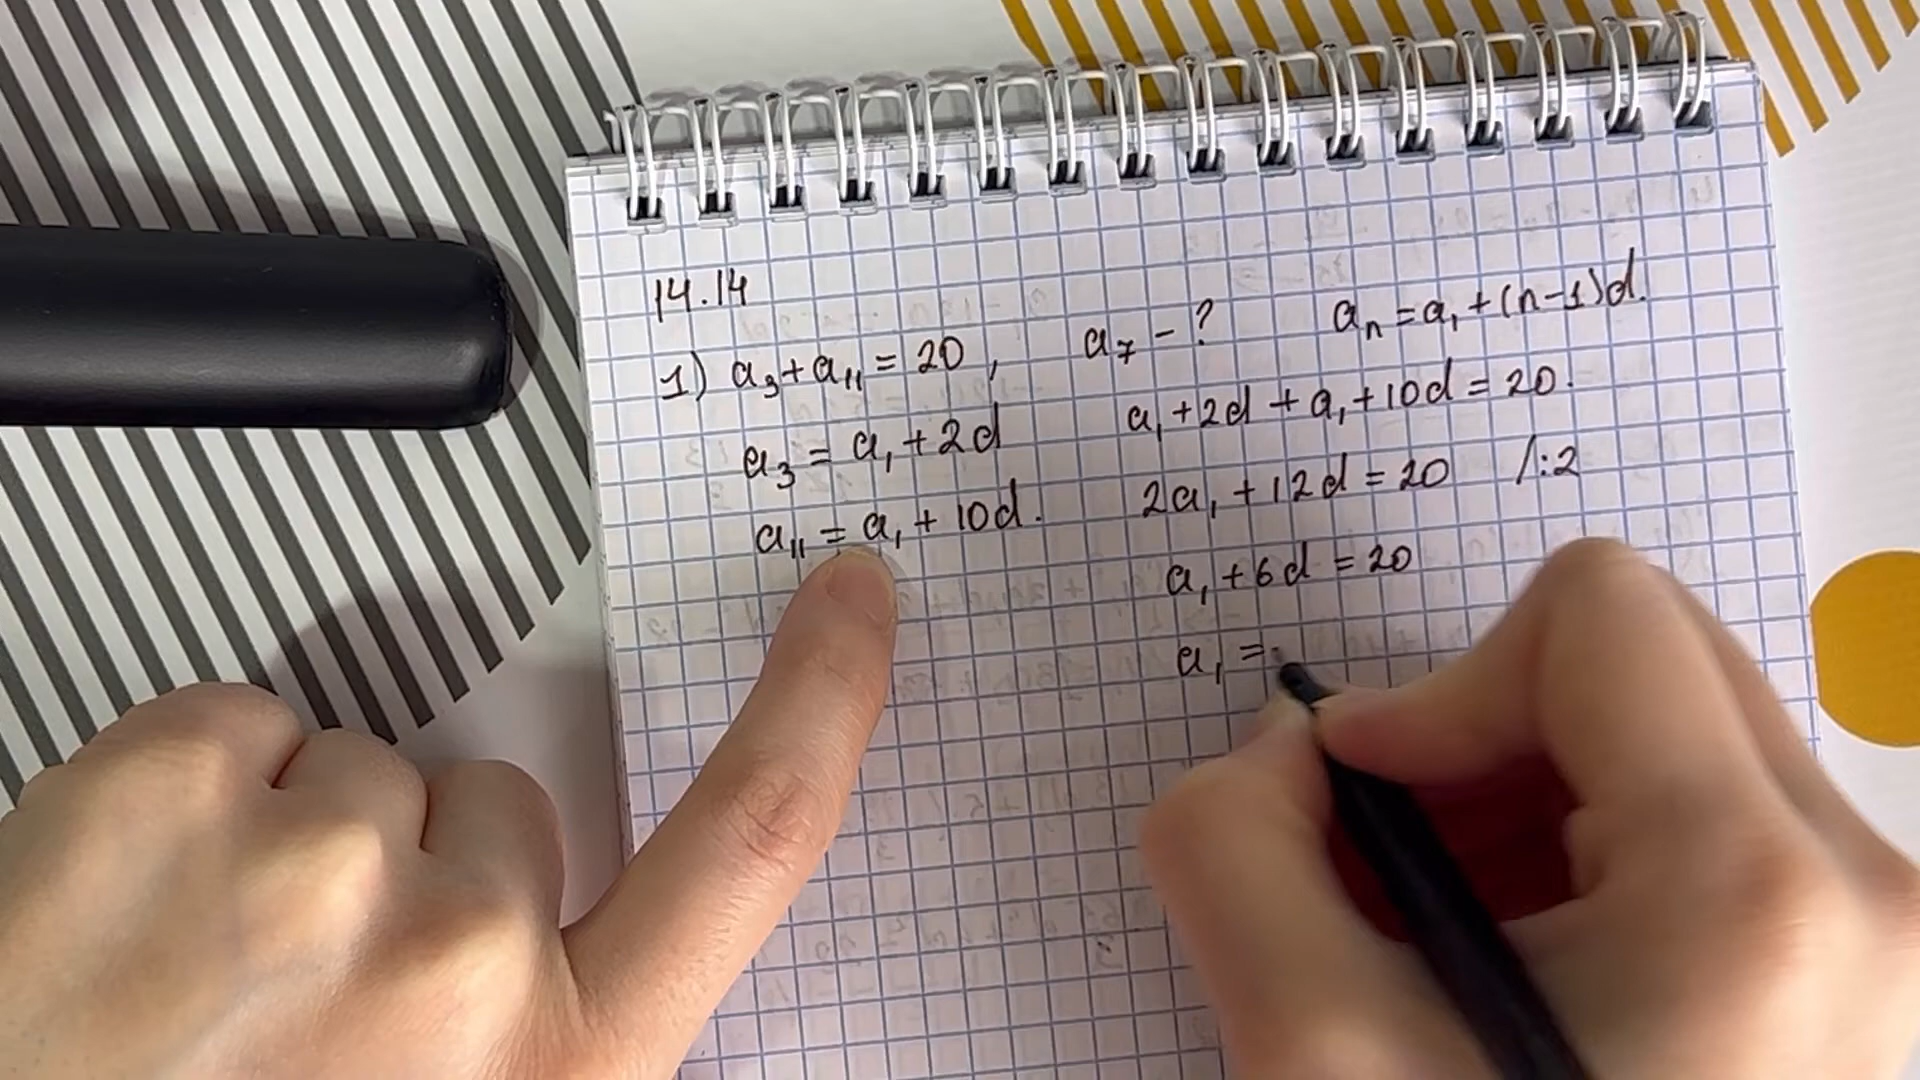 14.14
1) a₃ + a₁₁ = 20, a₇ - ? aₙ = a₁ + (n-1)d.
a₃ = a₁ + 2d a₁ + 2d + a₁ + 10d = 20.
a₁₁ = a₁ + 10d. 2a₁ + 12d = 20 /:2
a₁ + 6d = 20
a₁ =